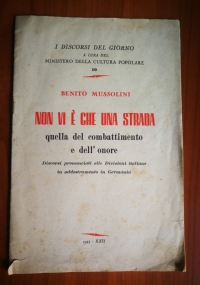 I DISCORSI DEL GIORNO
A CURA DEL
MINISTERO DELLA CULTURA POPOLARE
BENITO MUSSOLINI
NON VI È CHE UNA STRADA
quella del combattimento
e dell'onore
Discorsi pronunciati alle Divisioni italiane
in addestramento in Germania
XXII